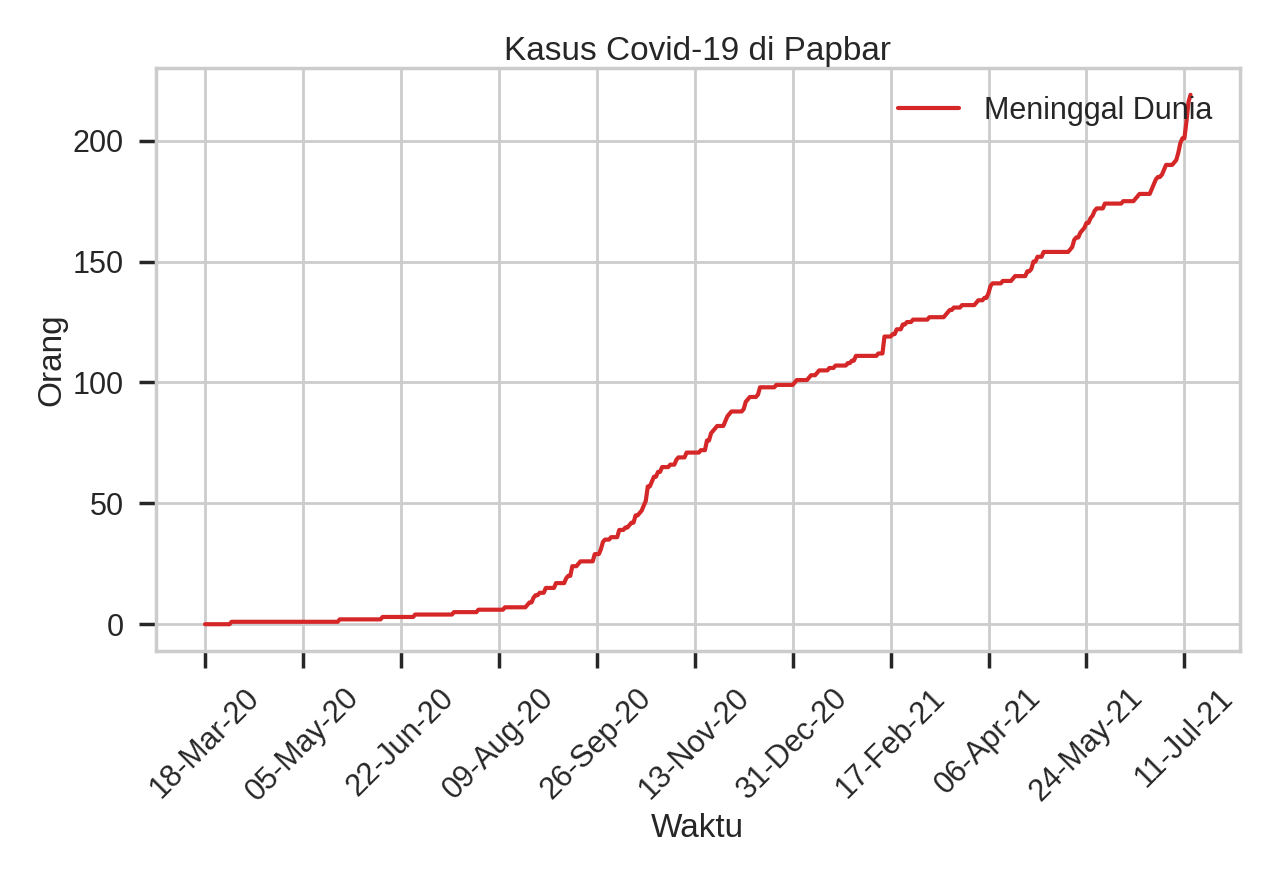 Kasus Covid-19 di Papbar
Meninggal Dunia
Orang
200
150
100
50
0
18-Mar-20
05-May-20
22-Jun-20
09-Aug-20
26-Sep-20
13-Nov-20
31-Dec-20
17-Feb-21
06-Apr-21
24-May-21
11-Jul-21
Waktu